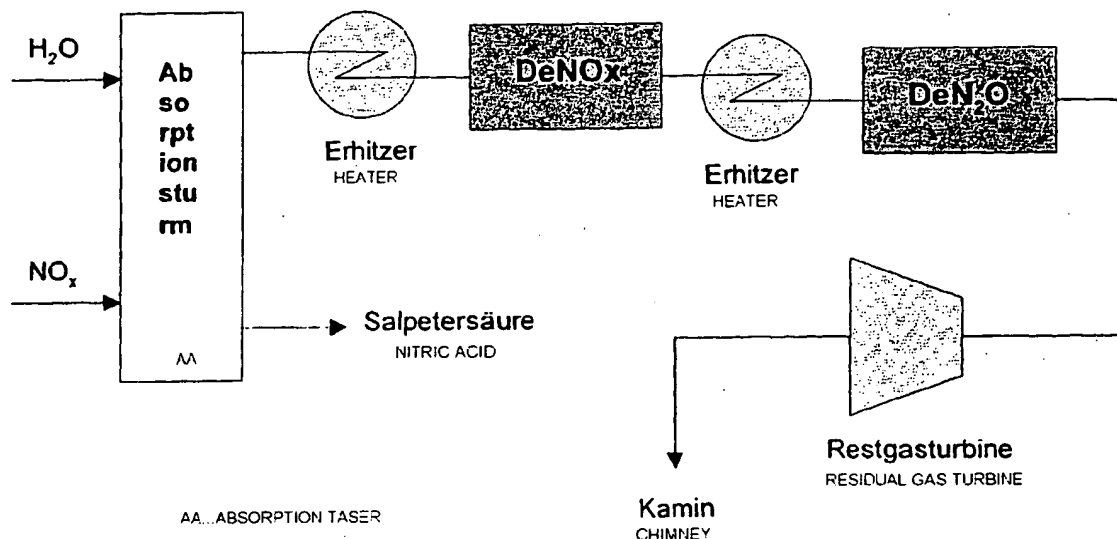 H₂O
Ab
so
rpt
ion
stu
rm
NOₓ
AA
Erhitzer
HEATER
DeNOx
Erhitzer
HEATER
DeN₂O
Salpetersäure
NITRIC ACID
Restgasturbine
RESIDUAL GAS TURBINE
Kamin
CHIMNEY
AA...ABSORPTION TASER